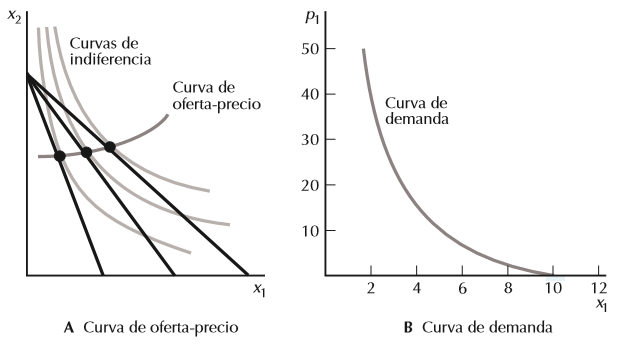 x2
Curvas de
indiferencia
Curva de
oferta-precio
x1
A Curva de oferta-precio
p1
50
40
30
20
10
Curva de
demanda
2 4 6 8 10 12
x1
B Curva de demanda